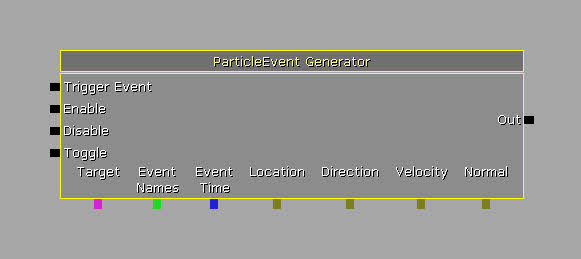 ParticleEvent Generator
Trigger Event
Enable
Disable
Toggle
Out
Target Event Event Location Direction Velocity Normal
Names Time